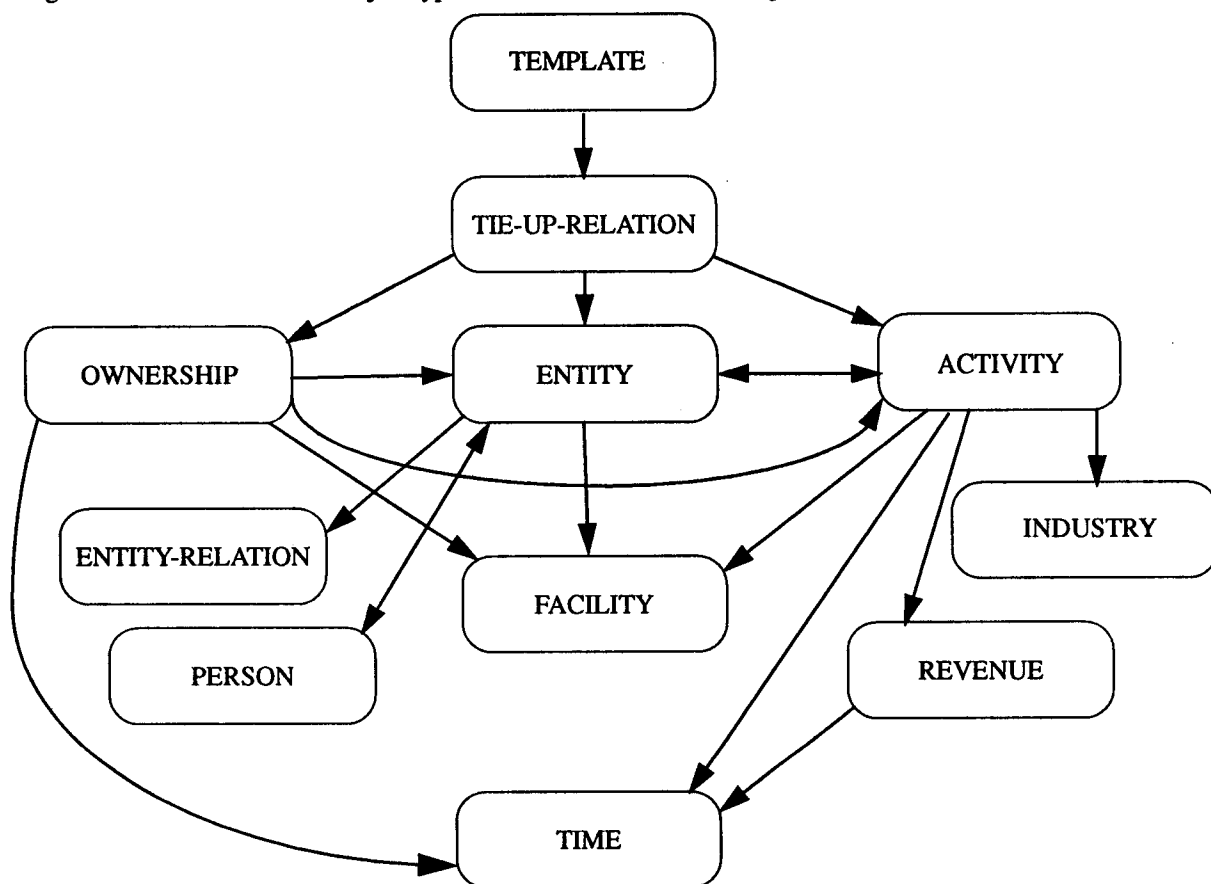 TEMPLATE
TIE-UP-RELATION
OWNERSHIP
ENTITY
ACTIVITY
ENTITY-RELATION
FACILITY
INDUSTRY
PERSON
REVENUE
TIME